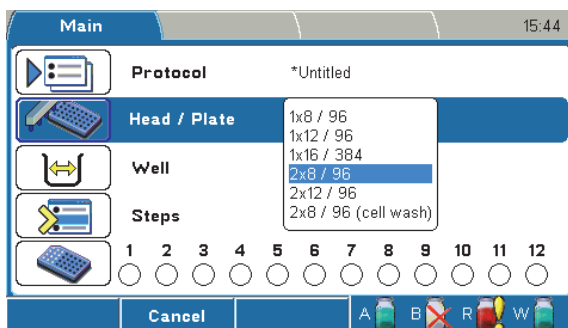 Main 15:44
Protocol *Untitled
Head / Plate
1x8 / 96
1x12 / 96
1x16 / 384
2x8 / 96
2x12 / 96
2x8 / 96 (cell wash)
Well
Steps
1 2 3 4 5 6 7 8 9 10 11 12
Cancel A B R W